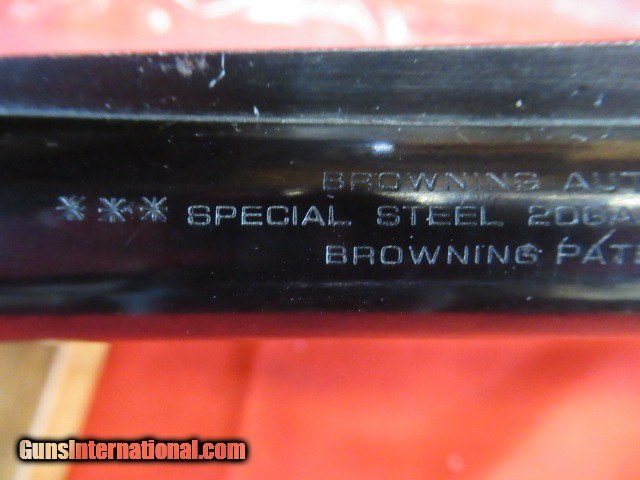 BROWNING AUT
*** SPECIAL STEEL 20GA
BROWNING PATE
GunsInternational.com